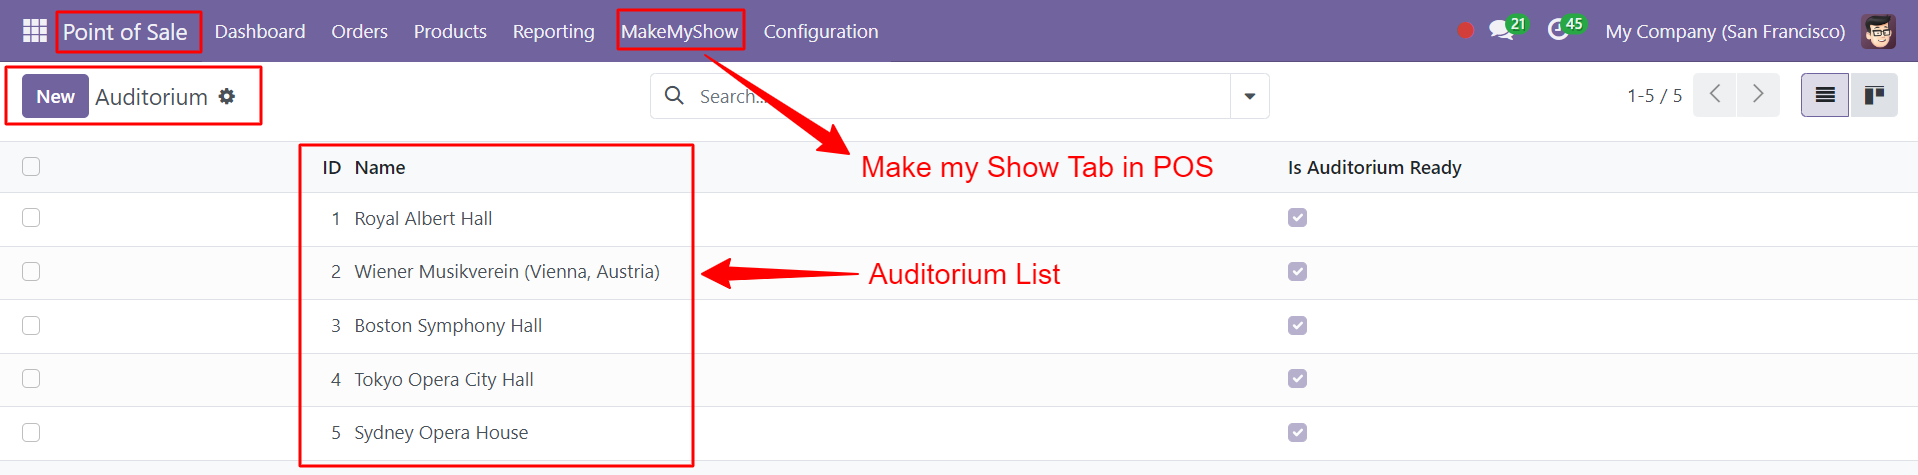 Point of Sale Dashboard Orders Products Reporting MakeMyShow Configuration 21 45 My Company (San Francisco)
New Auditorium Search... 1-5 / 5
ID Name Make my Show Tab in POS Is Auditorium Ready
1 Royal Albert Hall
2 Wiener Musikverein (Vienna, Austria) Auditorium List
3 Boston Symphony Hall
4 Tokyo Opera City Hall
5 Sydney Opera House